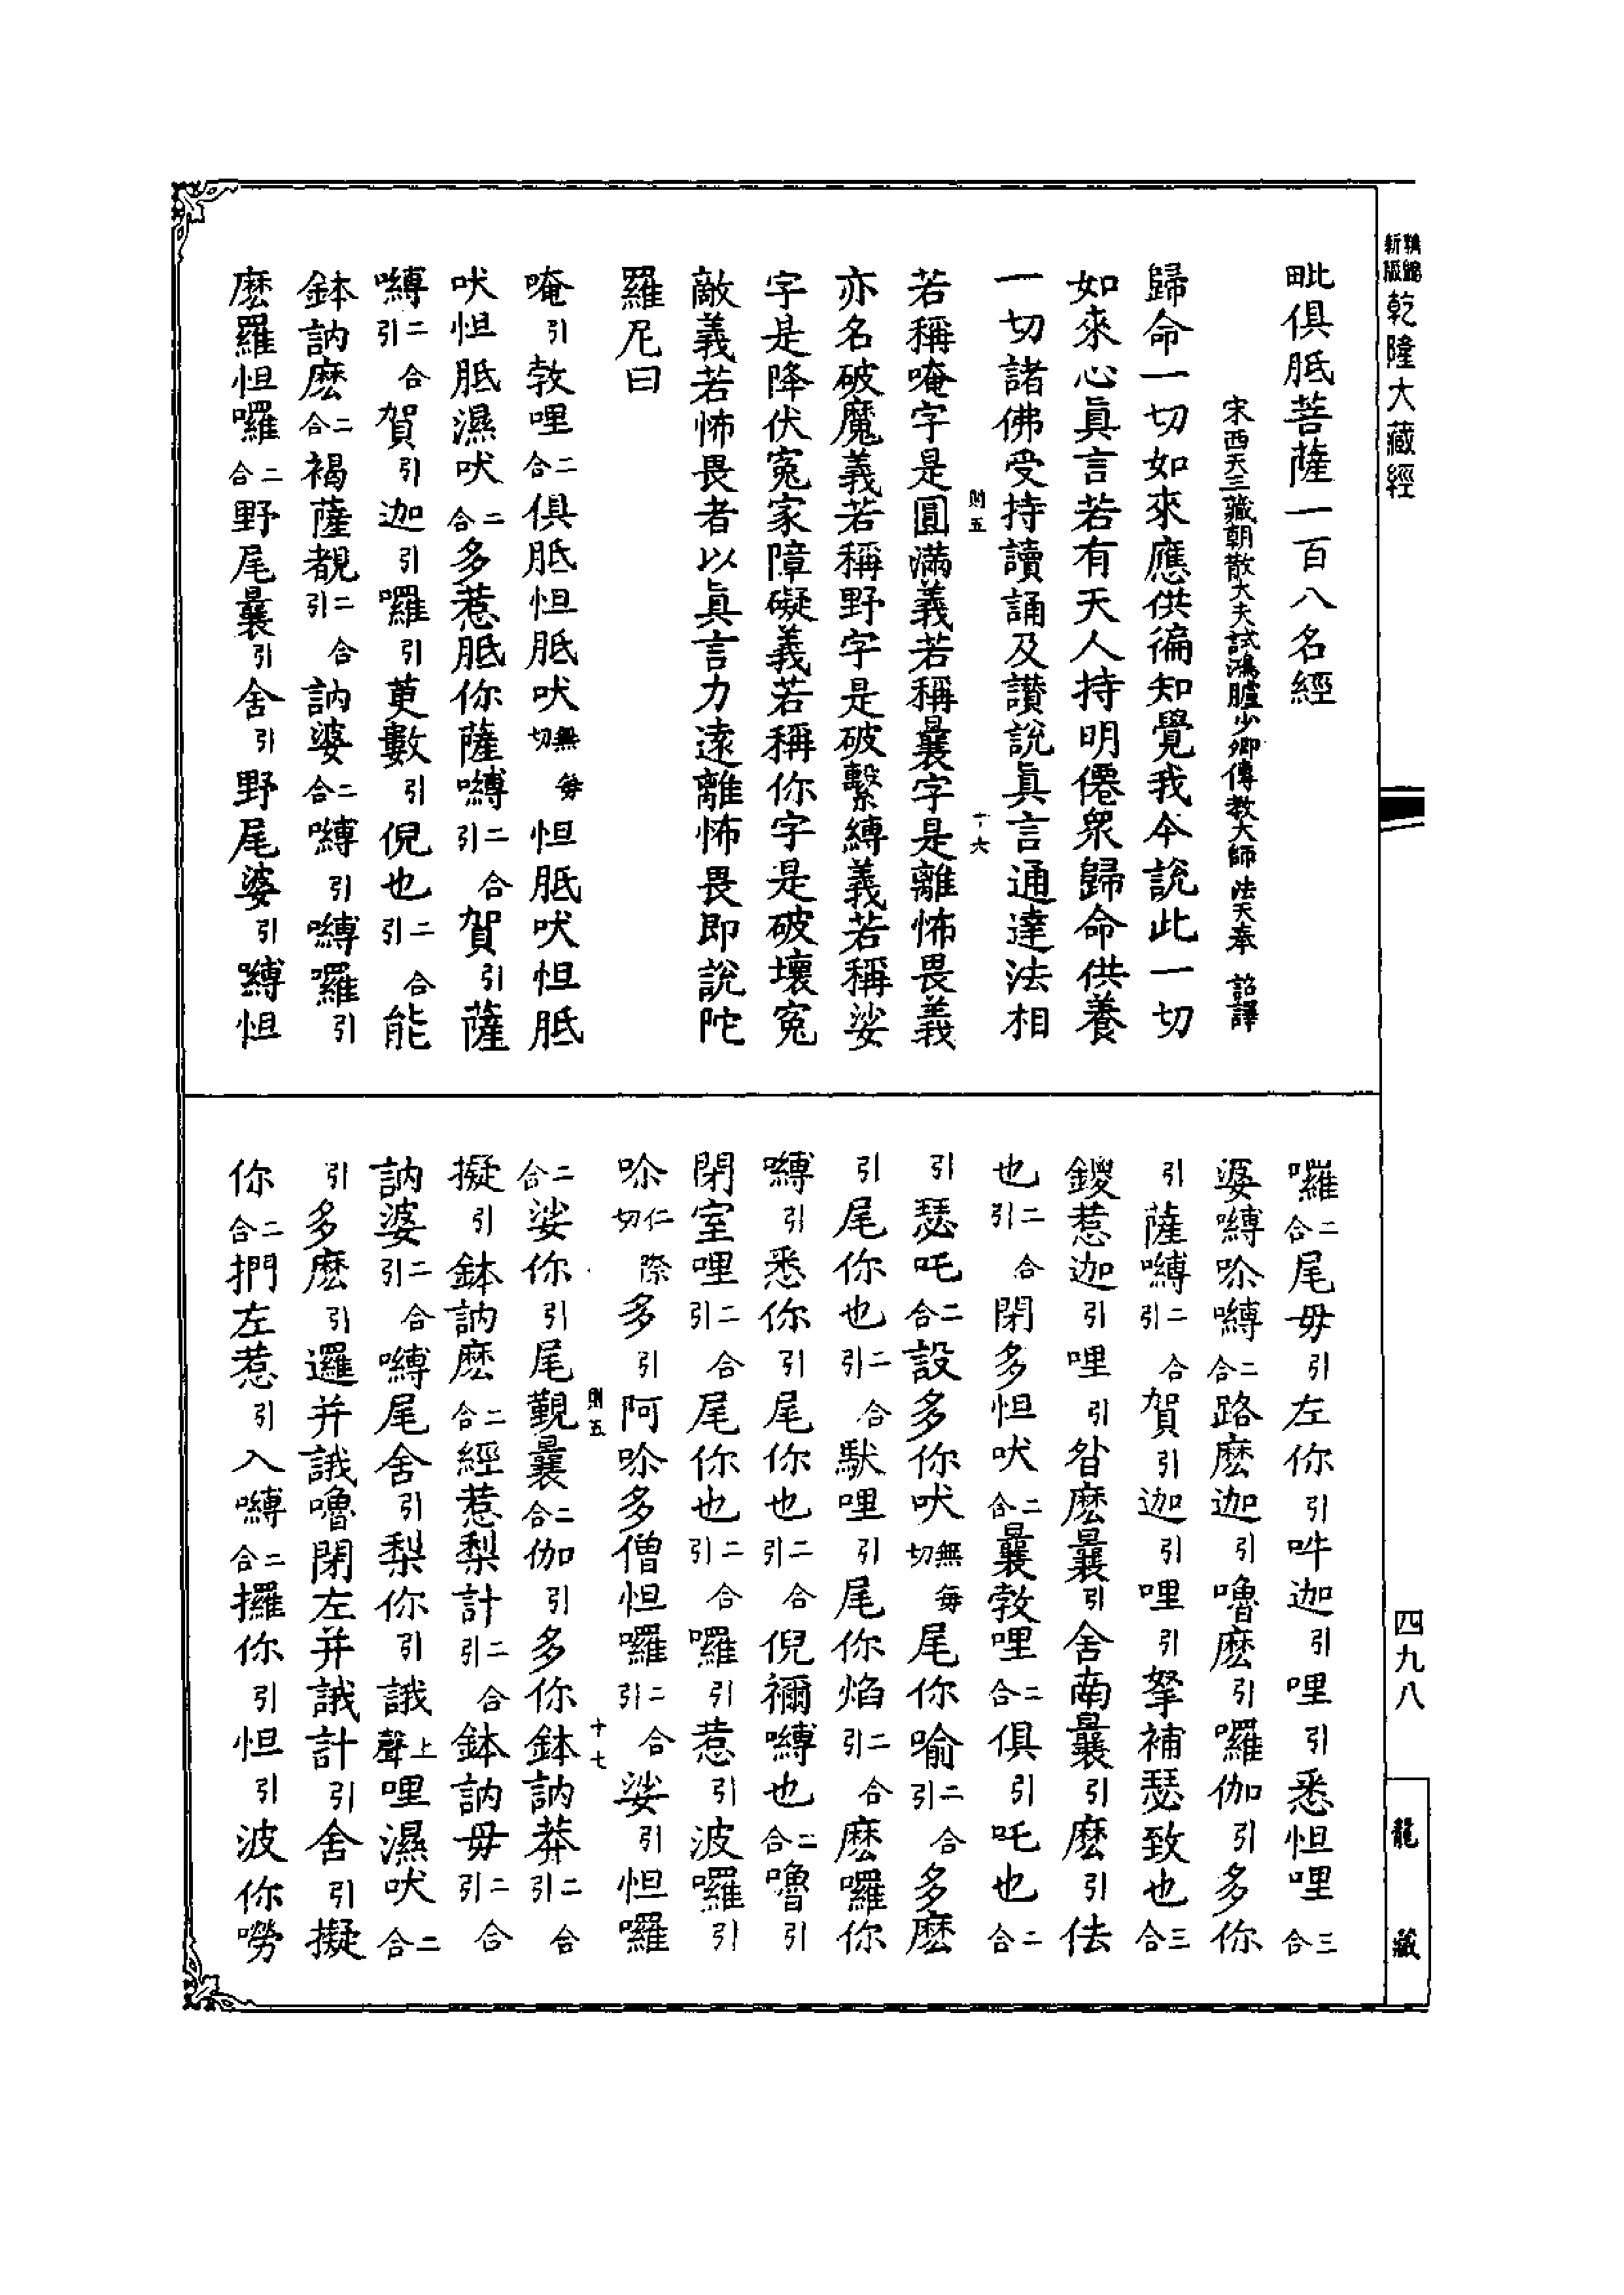 乾隆大藏經
毗俱胝菩薩一百八名經
宋西天三藏朝散大夫試鴻臚少卿傳教大師法天奉　詔譯
歸命一切如來應供徧知覺我今說此一切
如來心眞言若有天人持明僊衆歸命供養
一切諸佛受持讀誦及讚說眞言通達法相
則五　十六
若稱唵字是圓滿義若稱曩字是離怖畏義
亦名破魔義若稱野字是破繫縛義若稱娑
字是降伏寃家障礙義若稱你字是破壞寃
敵義若怖畏者以眞言力遠離怖畏即說陀
羅尼曰
唵引敦哩二合俱胝怛胝吠無每切怛胝吠怛胝
吠怛胝濕吠二合多惹胝你薩嚩二合引賀引薩
嚩二合引賀引迦引囉引萸數引倪也二合引能
鉢訥麽二合褐薩覩二合引訥婆二合嚩引嚩囉引
麽羅怛囉二合野尾曩引舍引野尾婆引嚩怛
囉二合尾毋引左你引吽迦引哩引悉怛哩三合
婆嚩吩嚩二合路麽迦引嚕麽引囉伽引多你
引薩嚩二合引賀引迦引哩引拏補瑟致也三合
鍐惹迦引哩引沯麽曩引舍南曩引麽引佉
也二合引閉多怛吠二合曩敦哩二合俱引吒也二合
引瑟吒二合設多你吠無每切尾你喻二合引多麽
引尾你也二合引馱哩引尾你焰二合引麽囉你
嚩引悉你引尾你也二合引倪禰嚩也二合嚕引
閉室哩二合引尾你也二合引囉引惹引波囉引
吩仁際切多引阿吩多僧怛囉二合引娑引怛囉
二合娑你引尾覲曩二合伽引多你鉢訥莽二合引
則五　十七
擬引鉢訥麽二合經惹梨計二合引鉢訥毋二合引
訥婆二合引嚩尾舍引梨你引誐上聲哩濕吠二合
引多麽引邏并誐嚕閉左并誐計引舍引擬
你二合捫左惹引入嚩二合攞你引怛引波你嘮
四九八
龍藏